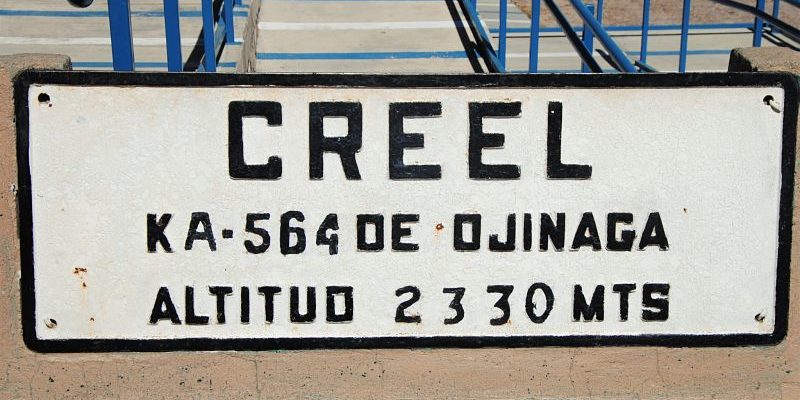 CREEL
KA-564 DE OJINAGA
ALTITUD 2330 MTS